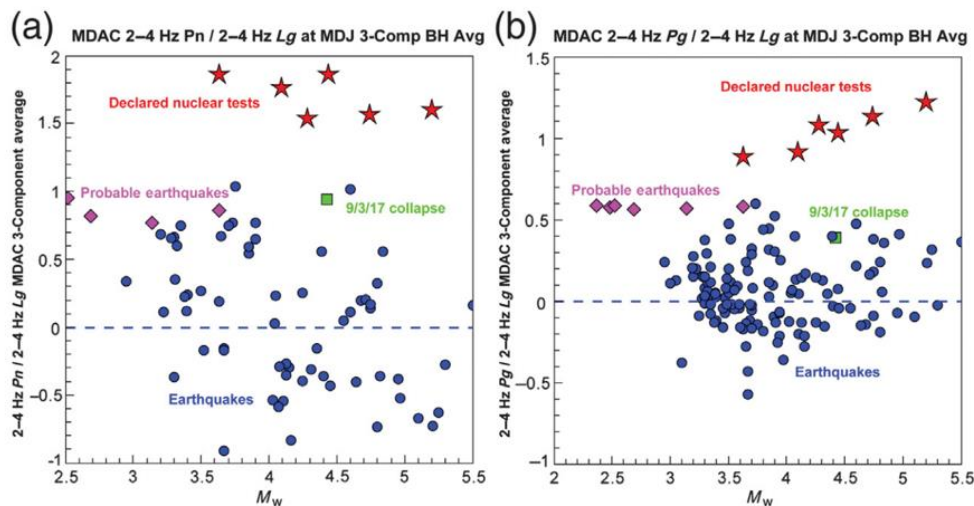 (a)
MDAC 2–4 Hz Pn / 2–4 Hz Lg at MDJ 3-Comp BH Avg
2–4 Hz Pn / 2–4 Hz Lg MDAC 3-Component average
2
1.5
1
0.5
0
−0.5
-1
Declared nuclear tests
Probable earthquakes
9/3/17 collapse
Earthquakes
2.5 3 3.5 4 4.5 5 5.5
Mw
(b)
MDAC 2–4 Hz Pg / 2–4 Hz Lg at MDJ 3-Comp BH Avg
2–4 Hz Pg / 2–4 Hz Lg MDAC 3-Component average
1.5
1
0.5
0
−0.5
-1
Declared nuclear tests
Probable earthquakes
9/3/17 collapse
Earthquakes
2 2.5 3 3.5 4 4.5 5 5.5
Mw